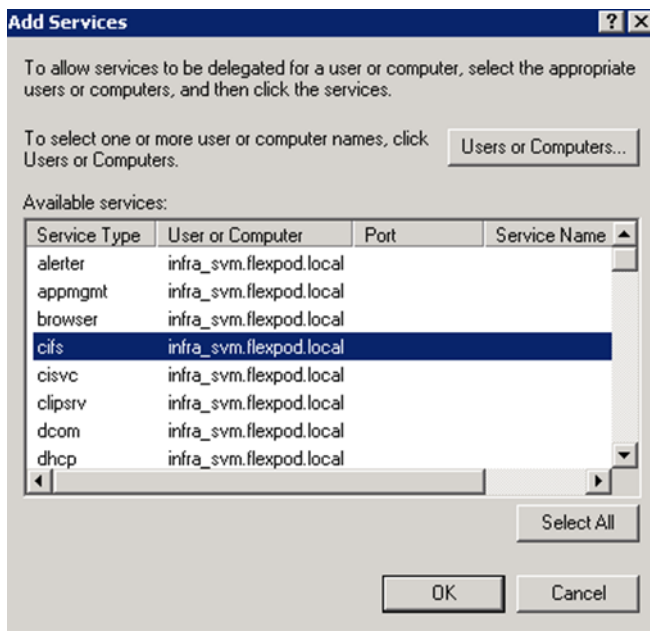 Add Services
To allow services to be delegated for a user or computer, select the appropriate
users or computers, and then click the services.
To select one or more user or computer names, click
Users or Computers.
Users or Computers...
Available services:
Service Type User or Computer Port Service Name
alerter infra_svm.flexpod.local
appmgmt infra_svm.flexpod.local
browser infra_svm.flexpod.local
cifs infra_svm.flexpod.local
cisvc infra_svm.flexpod.local
clipsrv infra_svm.flexpod.local
dcom infra_svm.flexpod.local
dhcp infra_svm.flexpod.local
Select All
OK Cancel